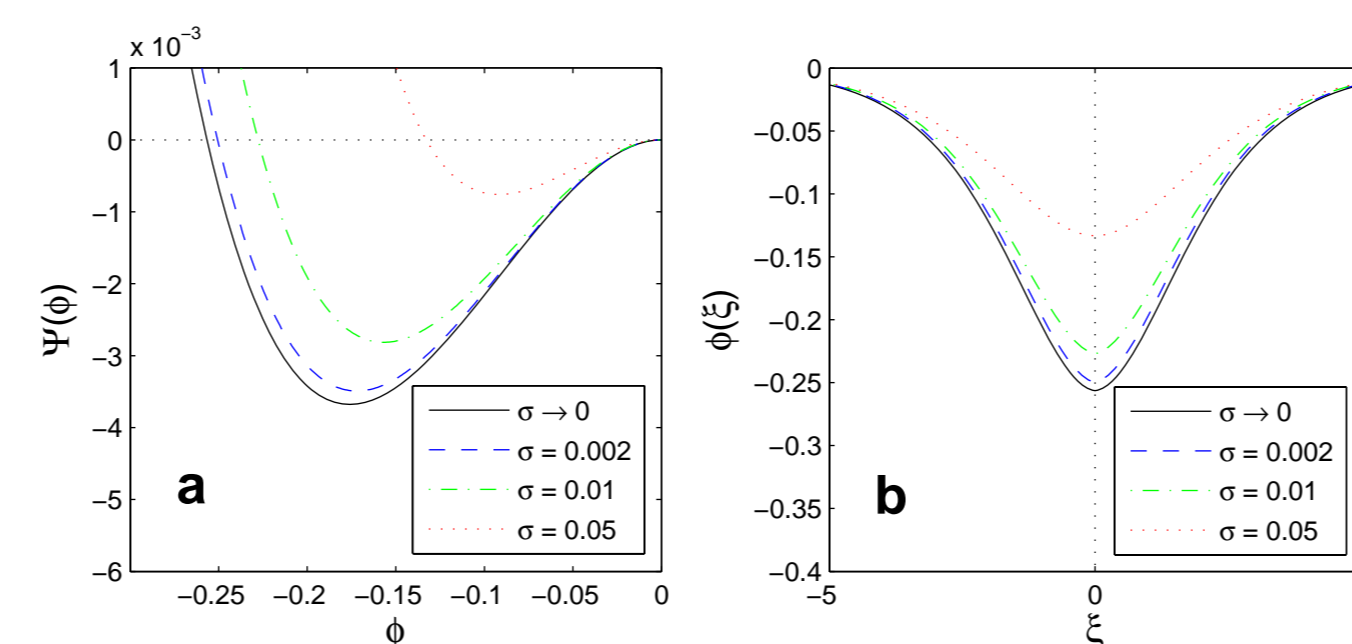 x 10⁻³
1
0
−1
−2
−3
−4
−5
−6
Ψ(ϕ)
a
σ → 0
σ = 0.002
σ = 0.01
σ = 0.05
−0.25 −0.2 −0.15 −0.1 −0.05 0
ϕ
0
−0.05
−0.1
−0.15
−0.2
−0.25
−0.3
−0.35
−0.4
ϕ(ξ)
b
σ → 0
σ = 0.002
σ = 0.01
σ = 0.05
−5 0
ξ